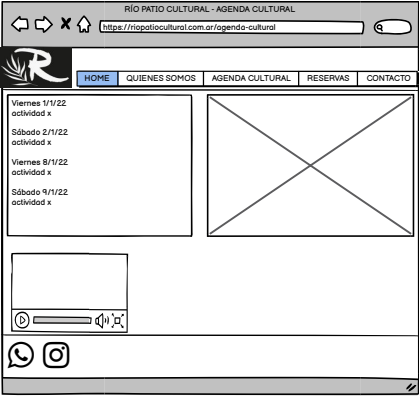 RÍO PATIO CULTURAL - AGENDA CULTURAL
https://riopatiocultural.com.ar/agenda-cultural
R
HOME QUIENES SOMOS AGENDA CULTURAL RESERVAS CONTACTO
Viernes 1/1/22
actividad x
Sábado 2/1/22
actividad x
Viernes 8/1/22
actividad x
Sábado 9/1/22
actividad x